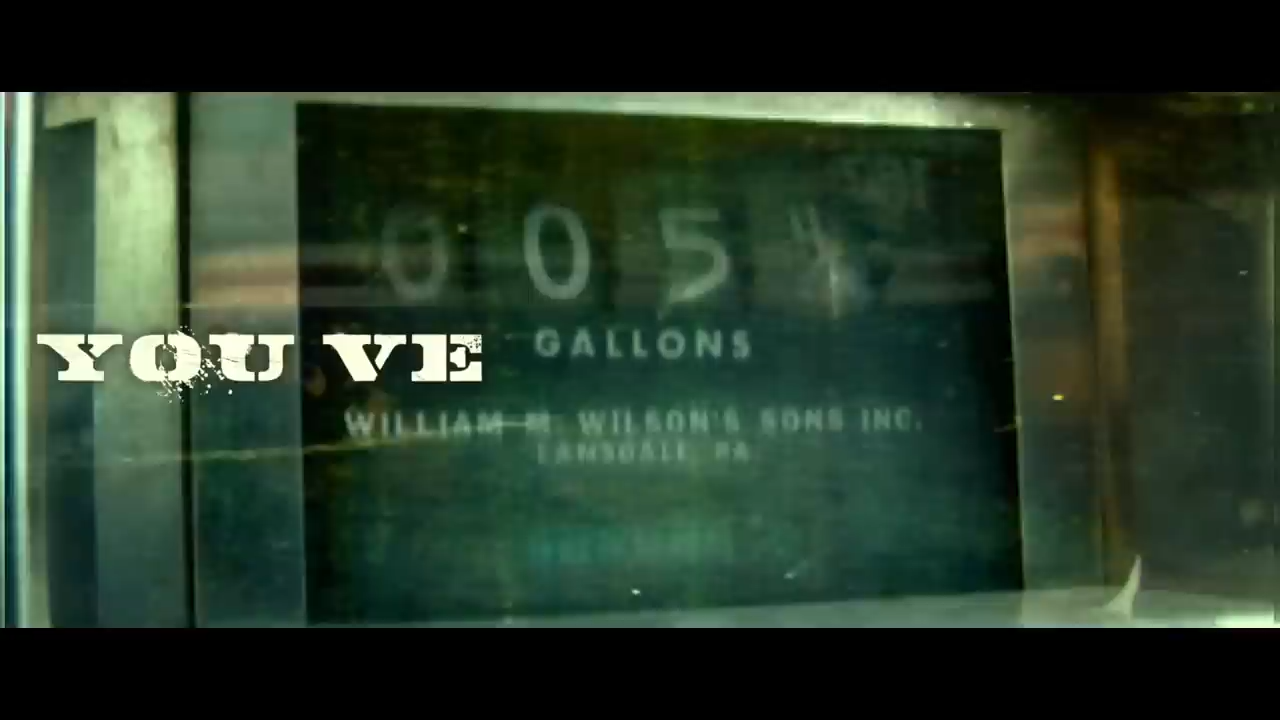 0 0 5
GALLONS
YOU VE
WILLIAM M. WILSON'S SONS INC.
LANSDALE, PA.